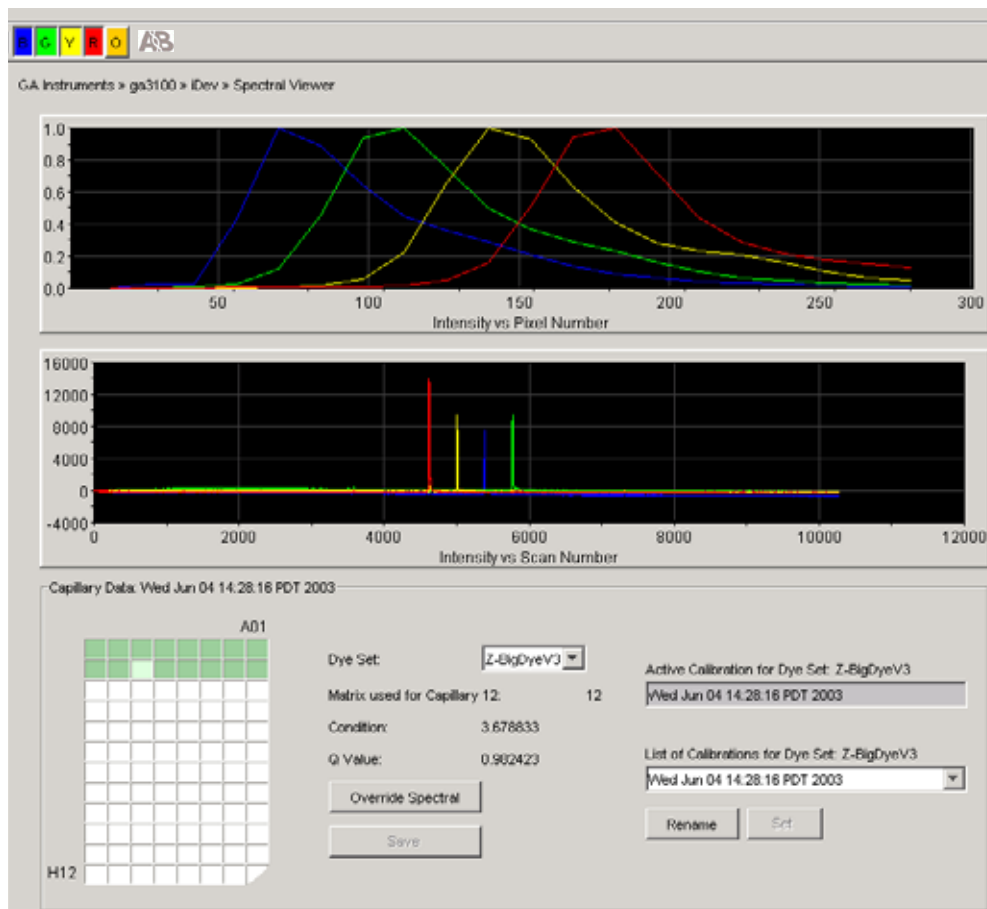 B G Y R O AB
GA Instruments » ga3100 » iDev » Spectral Viewer
1.0
0.8
0.6
0.4
0.2
0.0
50 100 150 200 250 300
Intensity vs Pixel Number
16000
12000
8000
4000
0
-4000
0 2000 4000 6000 8000 10000 12000
Intensity vs Scan Number
Capillary Data: Wed Jun 04 14:28:16 PDT 2003
A01
H12
Dye Set: Z-BigDyeV3
Matrix used for Capillary 12: 12
Condition: 3.678833
Q Value: 0.982423
Override Spectral
Save
Active Calibration for Dye Set: Z-BigDyeV3
Wed Jun 04 14:28:16 PDT 2003
List of Calibrations for Dye Set: Z-BigDyeV3
Wed Jun 04 14:28:16 PDT 2003
Rename Set